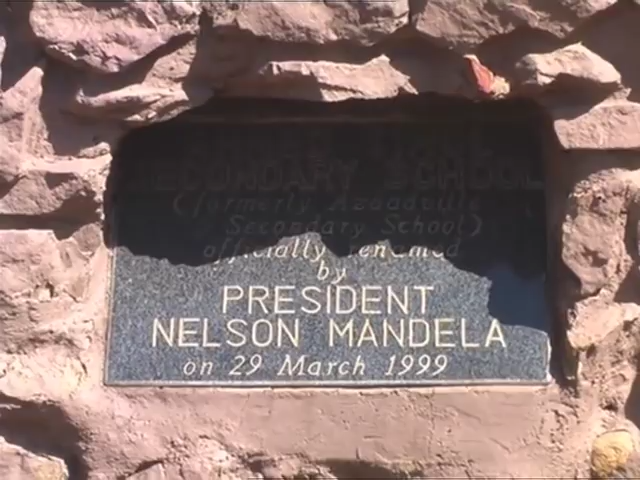 SECONDARY SCHOOL
(formerly Azaadville
Secondary School)
officially renamed
by
PRESIDENT
NELSON MANDELA
on 29 March 1999